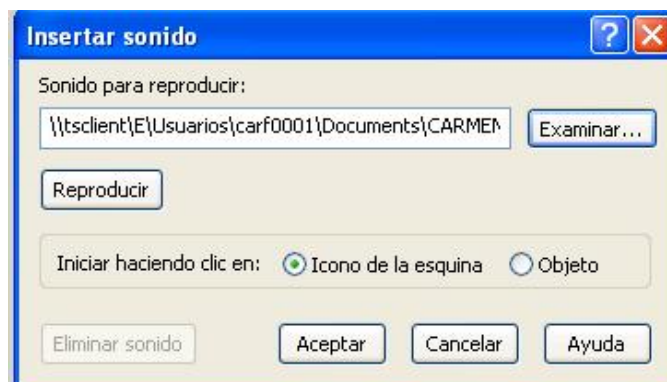 Insertar sonido
Sonido para reproducir:
\\tsclient\E\Usuarios\carf0001\Documents\CARMEN
Examinar...
Reproducir
Iniciar haciendo clic en: Icono de la esquina Objeto
Eliminar sonido Aceptar Cancelar Ayuda